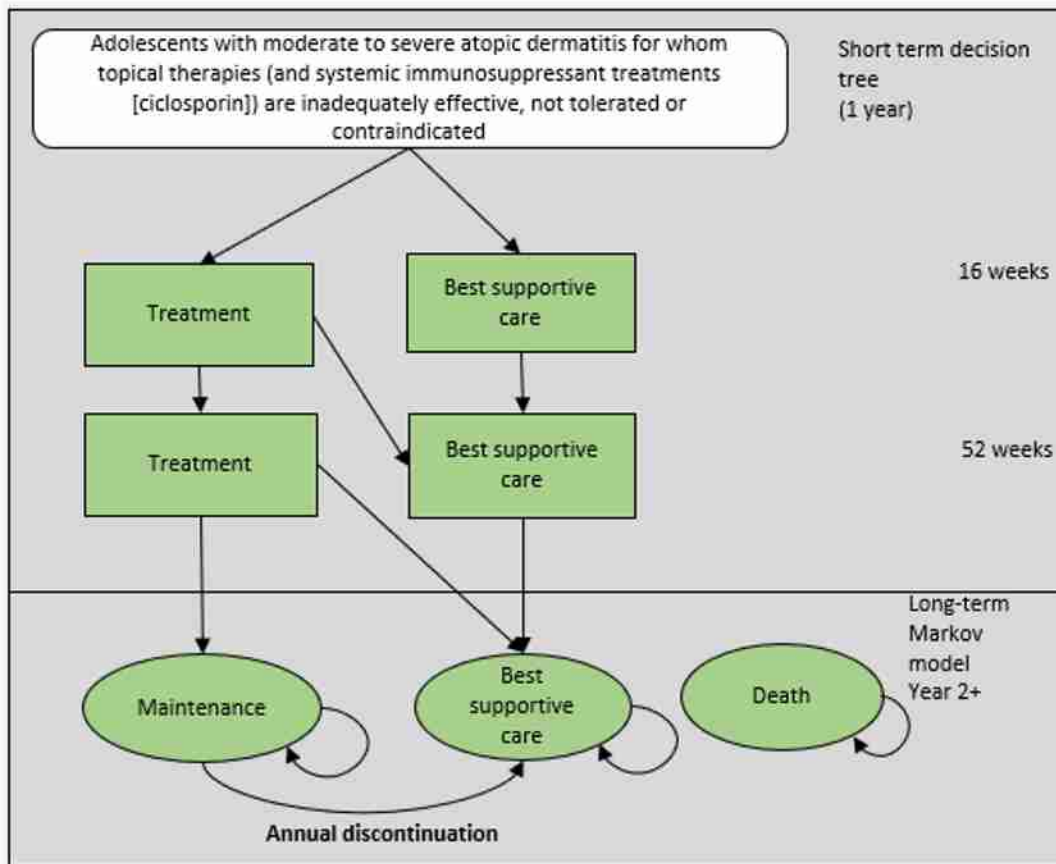 Adolescents with moderate to severe atopic dermatitis for whom
topical therapies (and systemic immunosuppressant treatments
[ciclosporin]) are inadequately effective, not tolerated or
contraindicated
Short term decision
tree
(1 year)
Treatment
Best supportive
care
16 weeks
Treatment
Best supportive
care
52 weeks
Long-term
Markov
model
Year 2+
Maintenance
Best
supportive
care
Death
Annual discontinuation